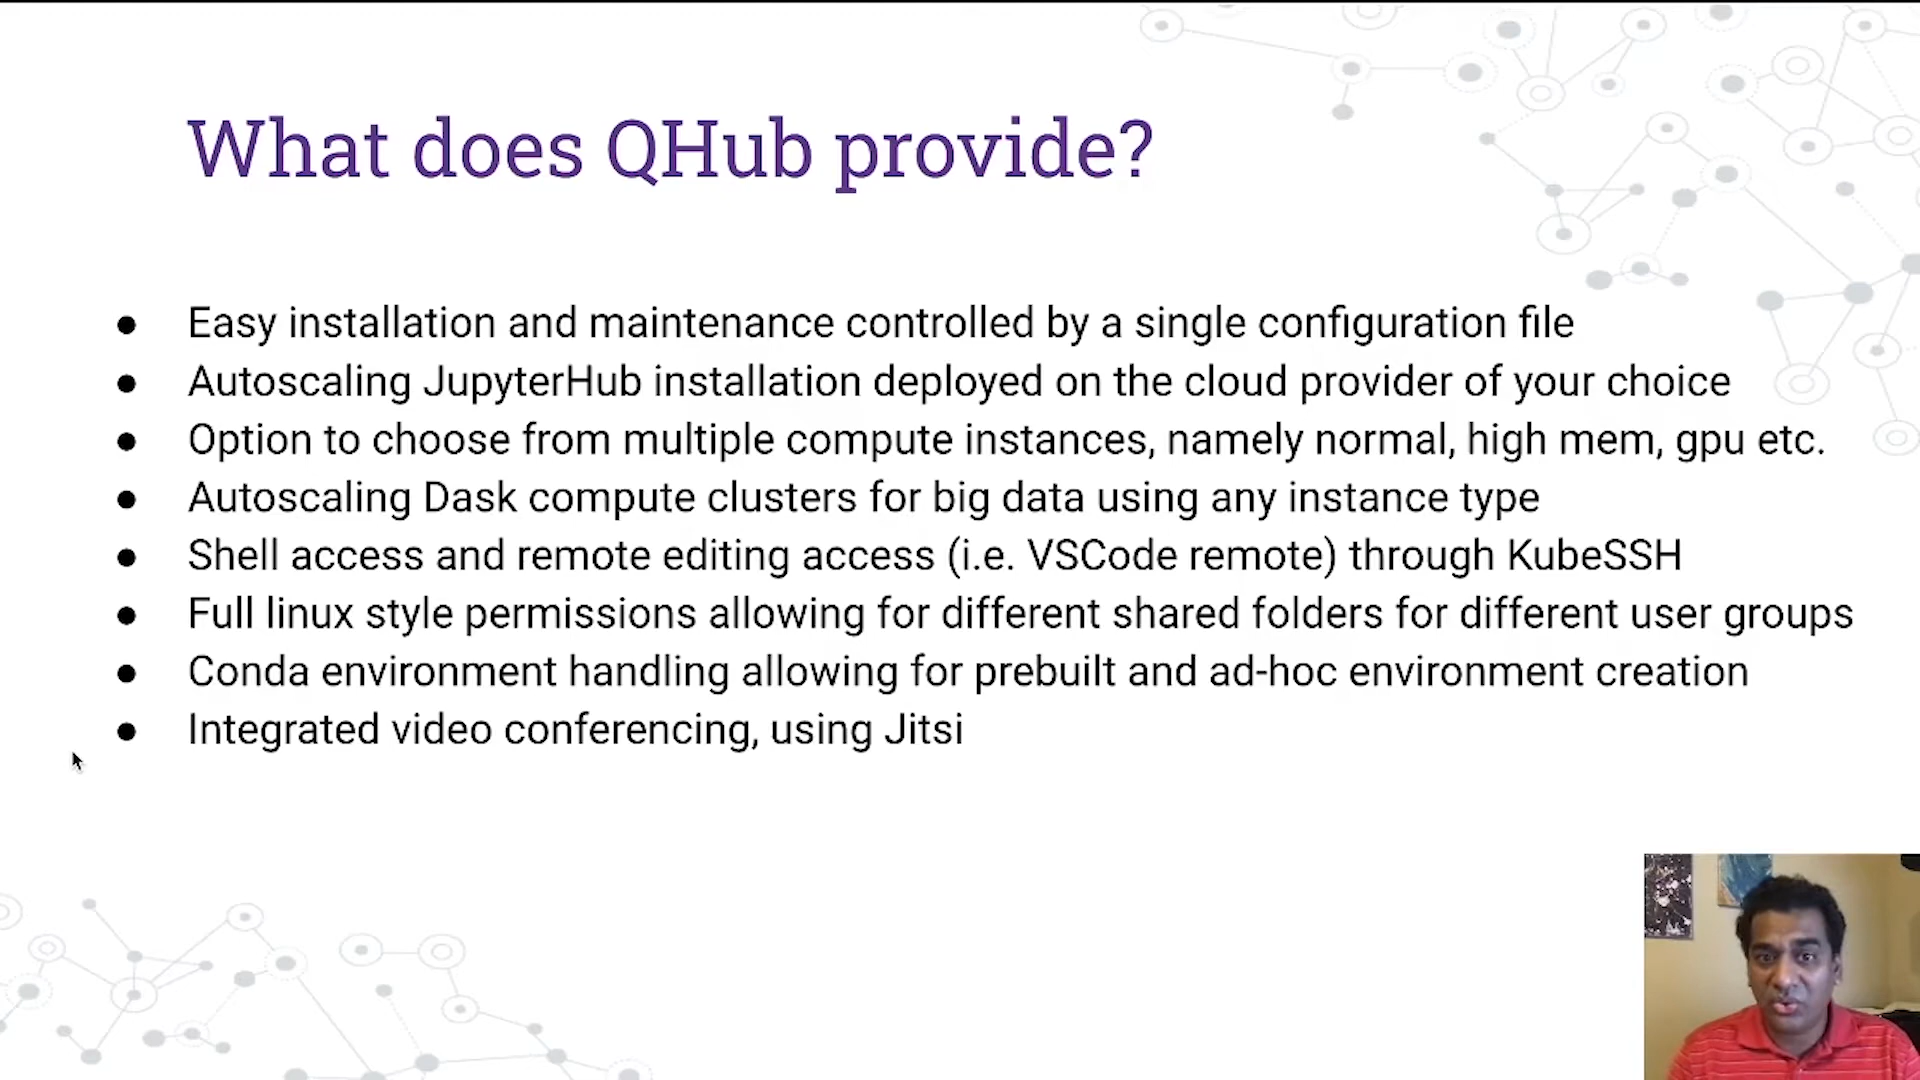 What does QHub provide?
● Easy installation and maintenance controlled by a single configuration file
● Autoscaling JupyterHub installation deployed on the cloud provider of your choice
● Option to choose from multiple compute instances, namely normal, high mem, gpu etc.
● Autoscaling Dask compute clusters for big data using any instance type
● Shell access and remote editing access (i.e. VSCode remote) through KubeSSH
● Full linux style permissions allowing for different shared folders for different user groups
● Conda environment handling allowing for prebuilt and ad-hoc environment creation
● Integrated video conferencing, using Jitsi